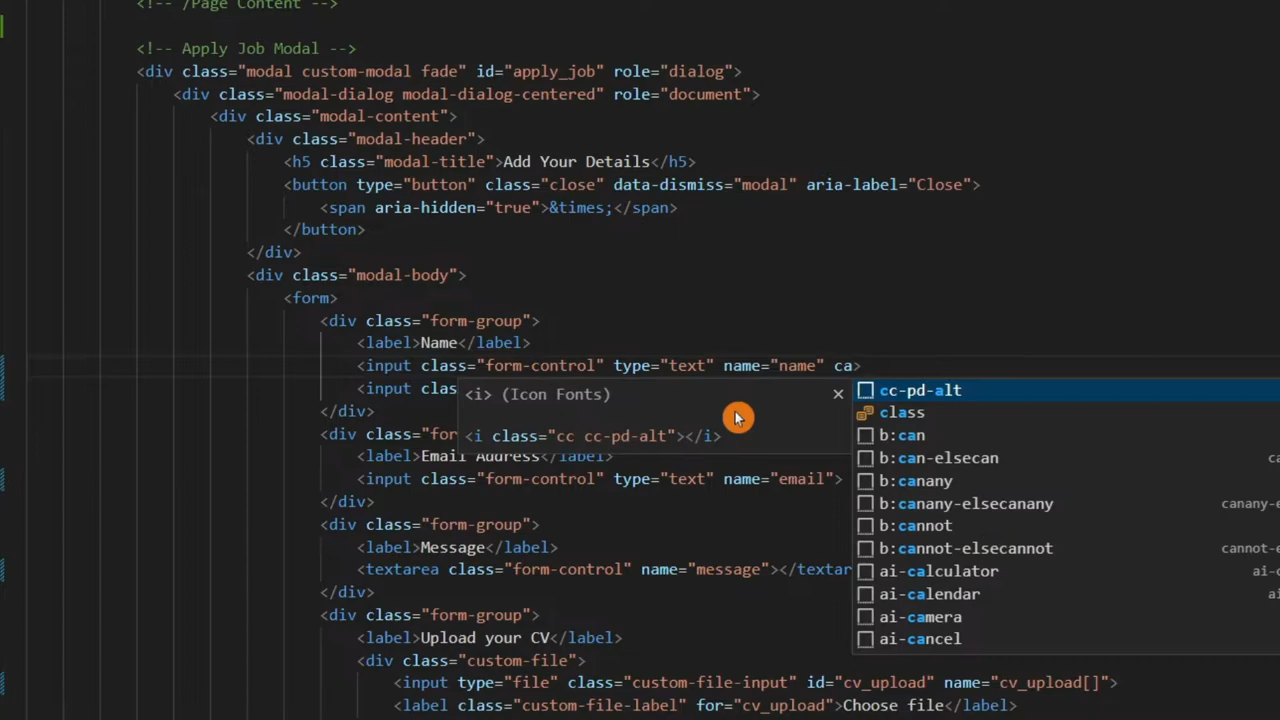 <!-- /Page Content -->
<!-- Apply Job Modal -->
<div class="modal custom-modal fade" id="apply_job" role="dialog">
<div class="modal-dialog modal-dialog-centered" role="document">
<div class="modal-content">
<div class="modal-header">
<h5 class="modal-title">Add Your Details</h5>
<button type="button" class="close" data-dismiss="modal" aria-label="Close">
<span aria-hidden="true">&times;</span>
</button>
</div>
<div class="modal-body">
<form>
<div class="form-group">
<label>Name</label>
<input class="form-control" type="text" name="name" ca>
<input clas
</div>
<div class="for
<label>Email Address</label>
<input class="form-control" type="text" name="email">
</div>
<div class="form-group">
<label>Message</label>
<textarea class="form-control" name="message"></textar
</div>
<div class="form-group">
<label>Upload your CV</label>
<div class="custom-file">
<input type="file" class="custom-file-input" id="cv_upload" name="cv_upload[]">
<label class="custom-file-label" for="cv_upload">Choose file</label>
<i> (Icon Fonts)
<i class="cc cc-pd-alt"></i>
cc-pd-alt
class
b:can
b:can-elsecan ca
b:canany
b:canany-elsecanany canany-e
b:cannot
b:cannot-elsecannot cannot-e
ai-calculator ai-c
ai-calendar ai
ai-camera
ai-cancel